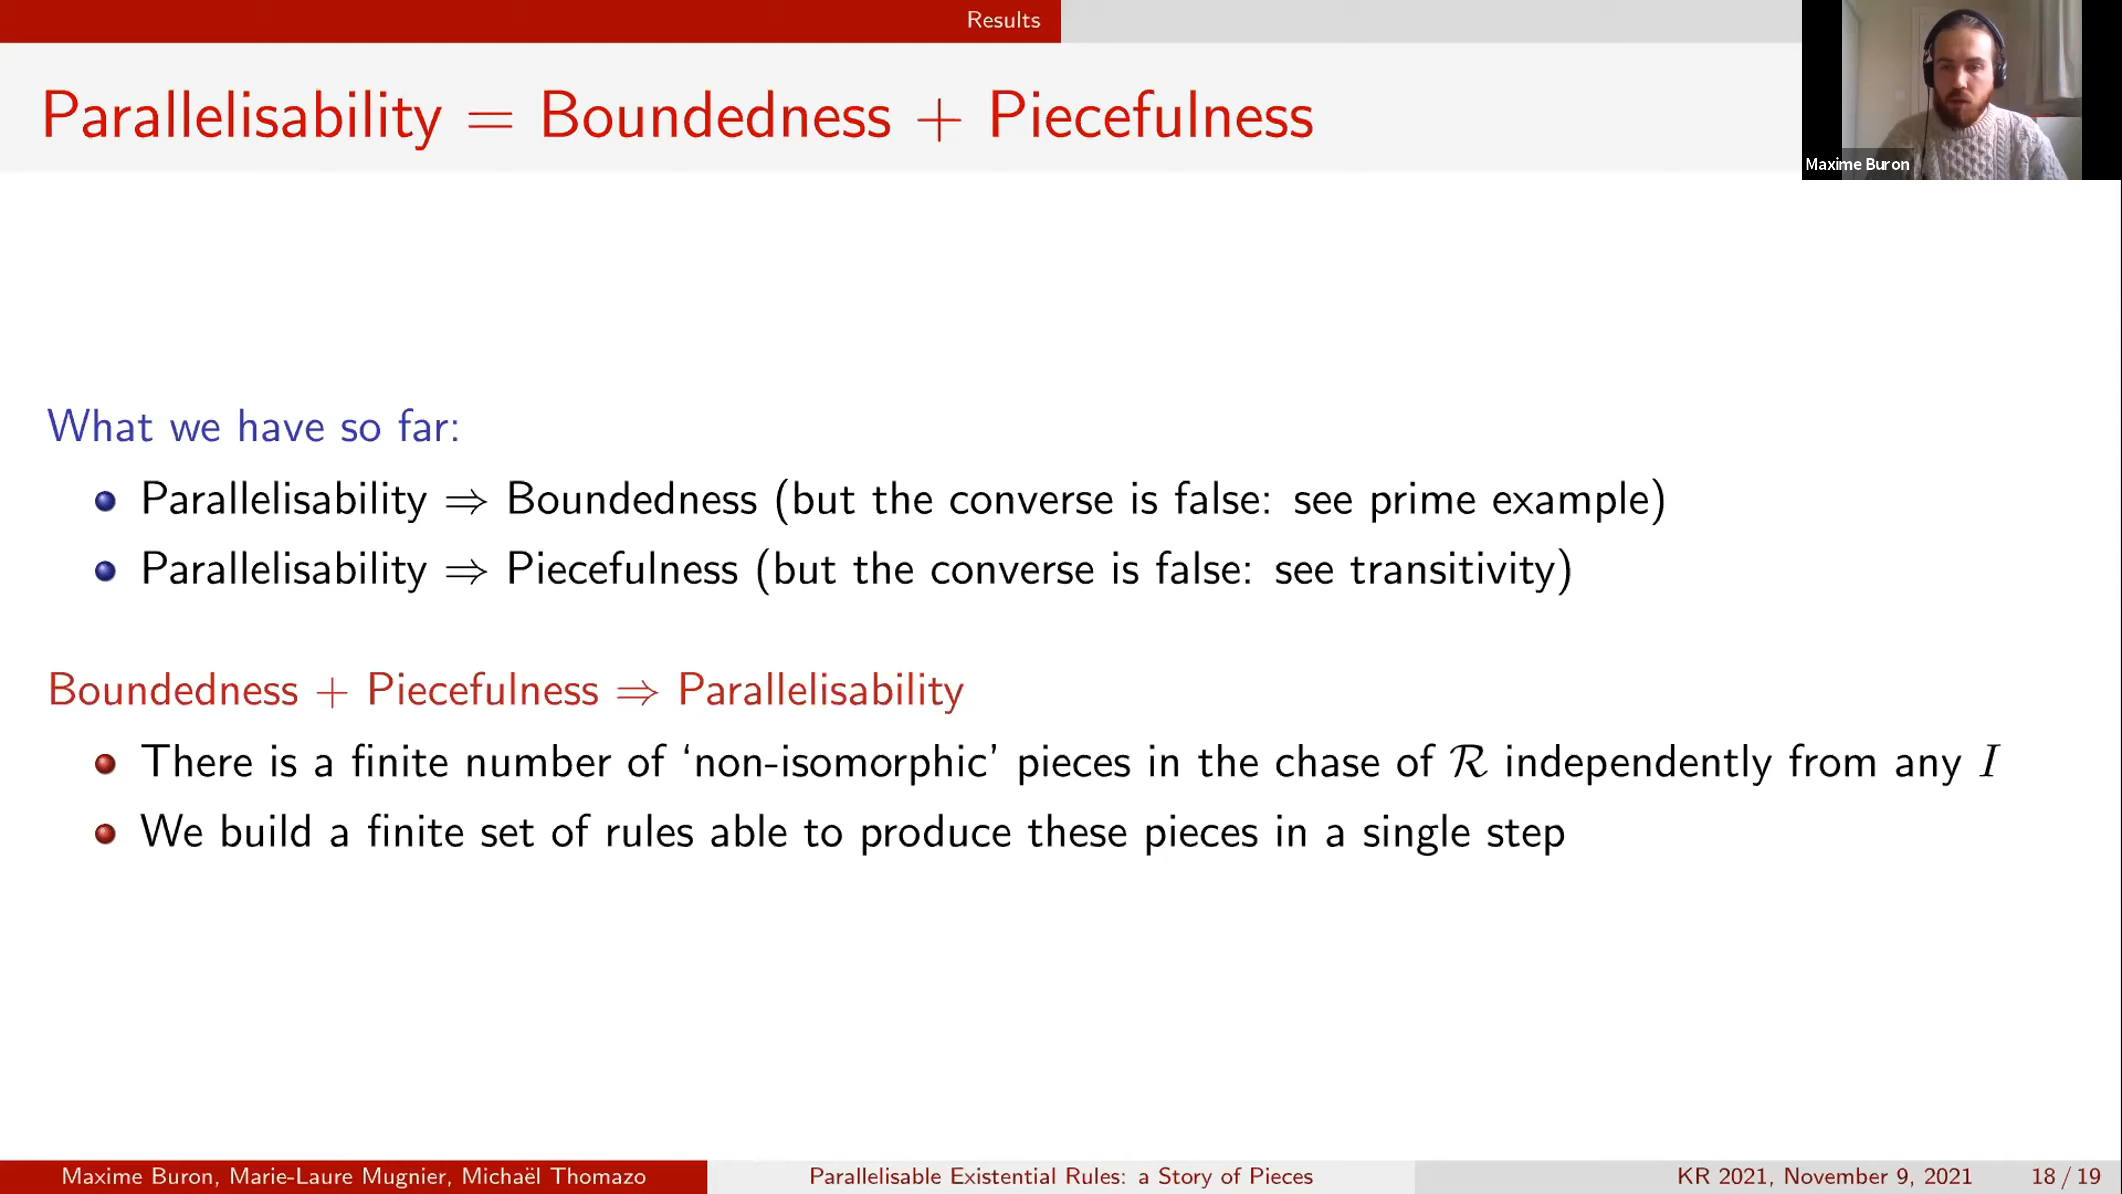 Results
Parallelisability = Boundedness + Piecefulness
Maxime Buron
What we have so far:
Parallelisability ⇒ Boundedness (but the converse is false: see prime example)
Parallelisability ⇒ Piecefulness (but the converse is false: see transitivity)
Boundedness + Piecefulness ⇒ Parallelisability
There is a finite number of ‘non-isomorphic’ pieces in the chase of ℛ independently from any I
We build a finite set of rules able to produce these pieces in a single step
Maxime Buron, Marie-Laure Mugnier, Michaël Thomazo
Parallelisable Existential Rules: a Story of Pieces
KR 2021, November 9, 2021
18 / 19